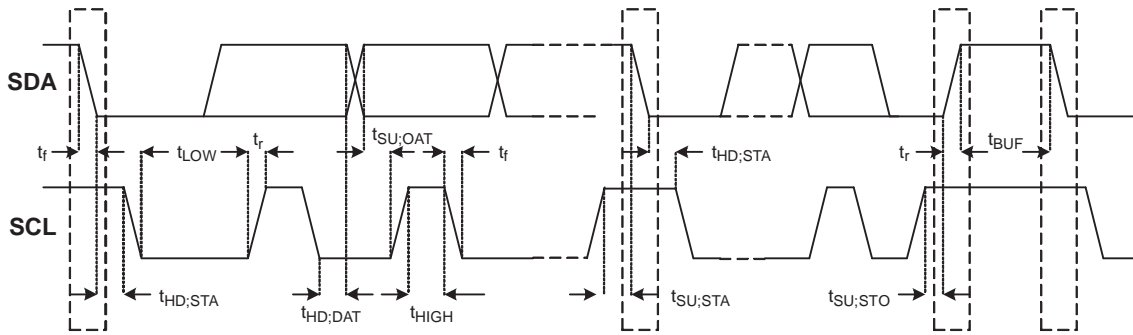 SDA
t_f t_LOW t_r t_SU;OAT t_f t_HD;STA t_r t_BUF
SCL
t_HD;STA t_HD;DAT t_HIGH t_SU;STA t_SU;STO